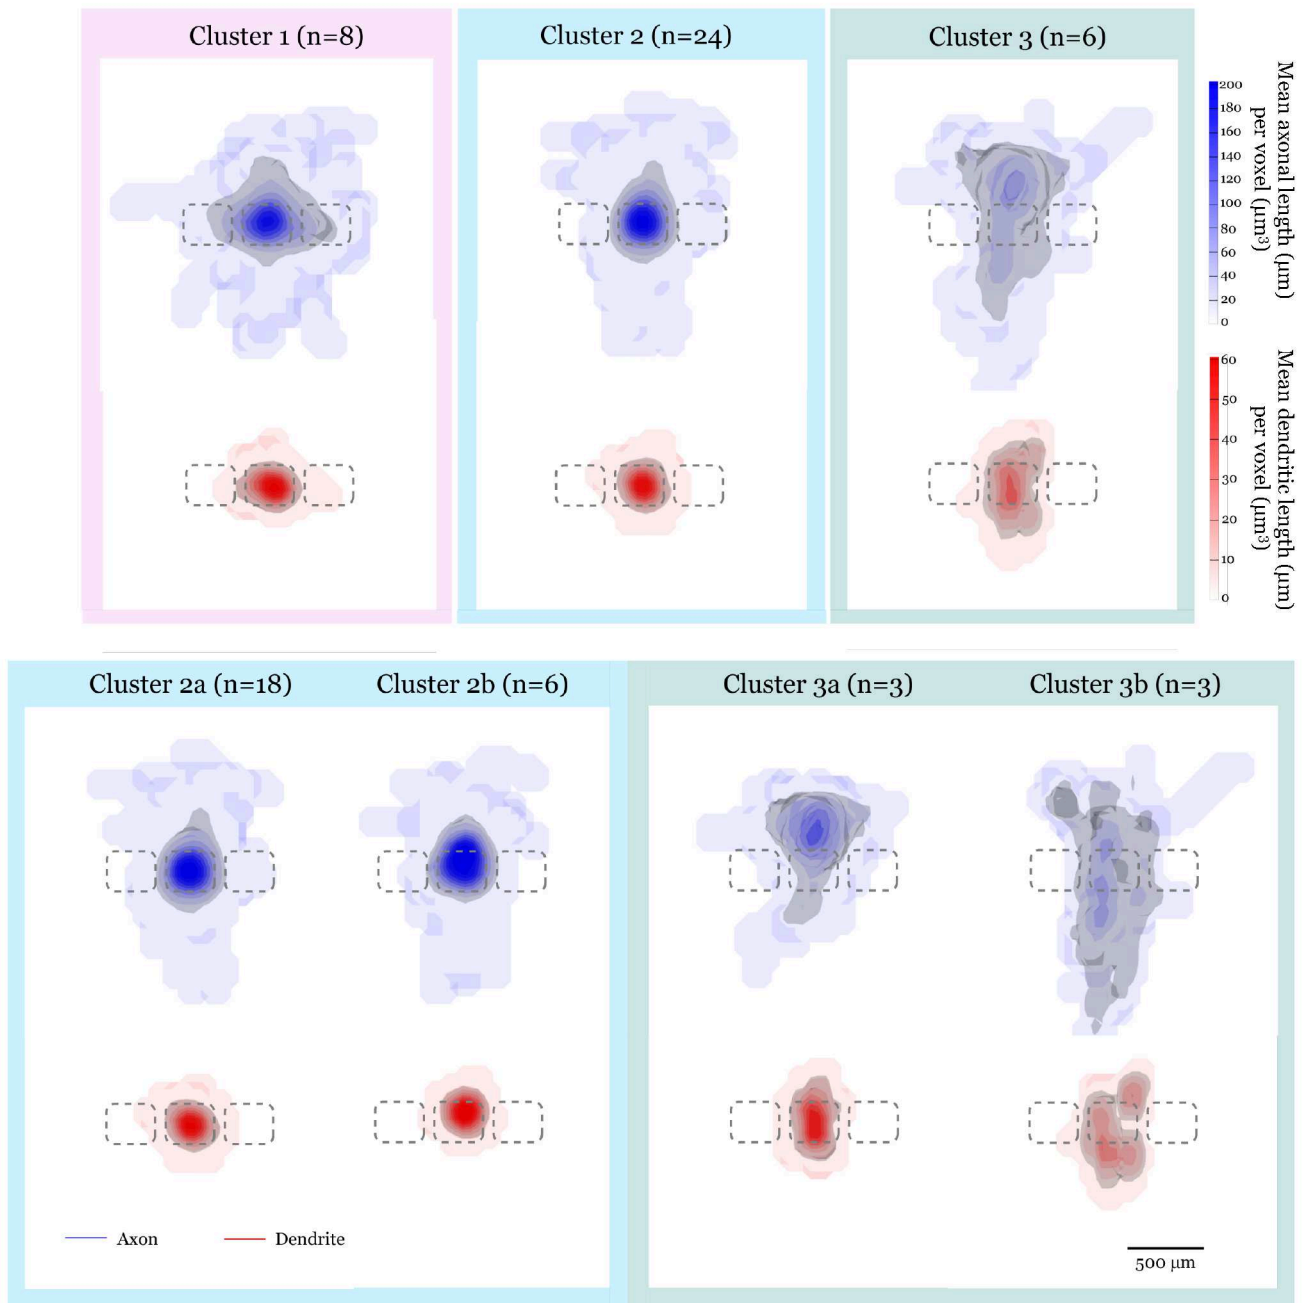 Cluster 1 (n=8)
Cluster 2 (n=24)
Cluster 3 (n=6)
Mean axonal length (μm)
per voxel (μm³)
200
180
160
140
120
100
80
60
40
20
0
Mean dendritic length (μm)
per voxel (μm³)
60
50
40
30
20
10
0
Cluster 2a (n=18)
Cluster 2b (n=6)
Cluster 3a (n=3)
Cluster 3b (n=3)
Axon
Dendrite
500 μm